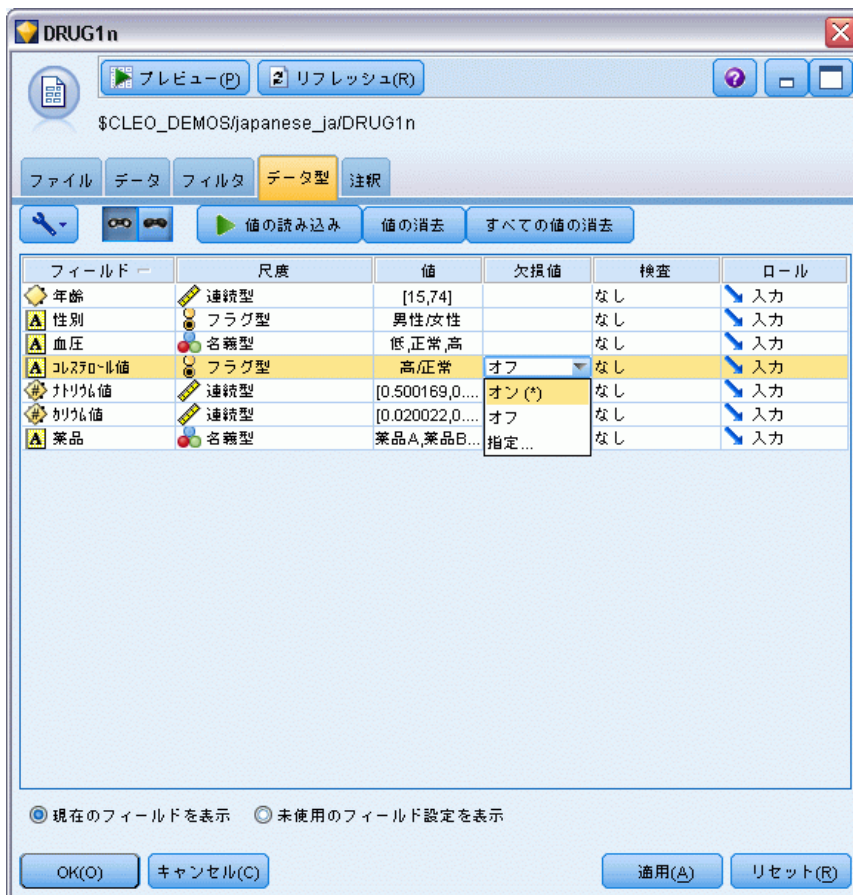 DRUG1n
プレビュー(P) リフレッシュ(R)
$CLEO_DEMOS/japanese_ja/DRUG1n
ファイル データ フィルタ データ型 注釈
値の読み込み 値の消去 すべての値の消去
フィールド 尺度 値 欠損値 検査 ロール
年齢 連続型 [15,74] なし 入力
A 性別 フラグ型 男性/女性 なし 入力
A 血圧 名義型 低,正常,高 なし 入力
A コレステロール値 フラグ型 高/正常 オフ なし 入力
# ナトリウム値 連続型 [0.500169,0.... オン (*) なし 入力
# カリウム値 連続型 [0.020022,0.... オフ なし 入力
A 薬品 名義型 薬品A,薬品B... 指定... なし 入力
現在のフィールドを表示 未使用のフィールド設定を表示
OK(O) キャンセル(C) 適用(A) リセット(R)